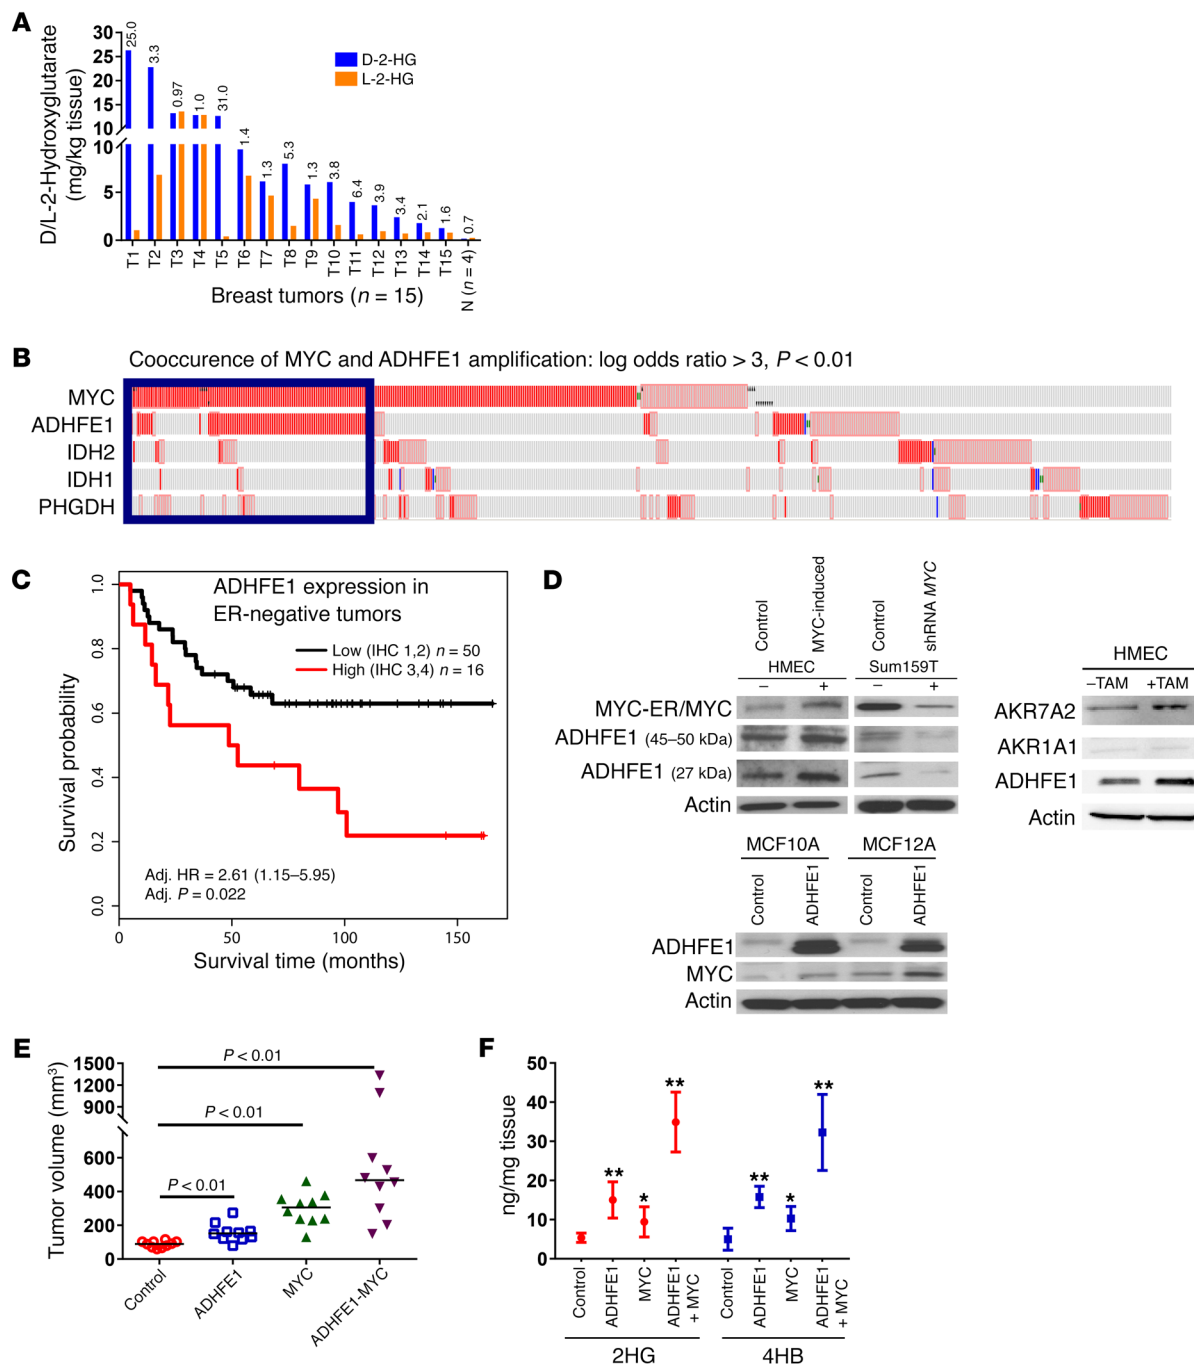 A
D/L-2-Hydroxyglutarate
(mg/kg tissue)
30
25
20
15
10
10
5
0
25.0
3.3
0.97
1.0
31.0
1.4
1.3
5.3
1.3
3.8
6.4
3.9
3.4
2.1
1.6
0.7
D-2-HG
L-2-HG
T1
T2
T3
T4
T5
T6
T7
T8
T9
T10
T11
T12
T13
T14
T15
N (n = 4)
Breast tumors (n = 15)
B
Cooccurence of MYC and ADHFE1 amplification: log odds ratio > 3, P < 0.01
MYC
ADHFE1
IDH2
IDH1
PHGDH
C
ADHFE1 expression in
ER-negative tumors
Low (IHC 1,2) n = 50
High (IHC 3,4) n = 16
Survival probability
1.0
0.8
0.6
0.4
0.2
0.0
Adj. HR = 2.61 (1.15–5.95)
Adj. P = 0.022
0
50
100
150
Survival time (months)
D
Control
MYC-induced
Control
shRNA MYC
HMEC
Sum159T
– + – +
MYC-ER/MYC
ADHFE1 (45–50 kDa)
ADHFE1 (27 kDa)
Actin
HMEC
–TAM +TAM
AKR7A2
AKR1A1
ADHFE1
Actin
MCF10A
MCF12A
Control
ADHFE1
Control
ADHFE1
ADHFE1
MYC
Actin
E
Tumor volume (mm³)
1500
1200
900
600
400
200
0
P < 0.01
P < 0.01
P < 0.01
Control
ADHFE1
MYC
ADHFE1-MYC
F
ng/mg tissue
50
40
30
20
10
0
**
*
**
**
*
**
Control
ADHFE1
MYC
ADHFE1
+ MYC
Control
ADHFE1
MYC
ADHFE1
+ MYC
2HG
4HB